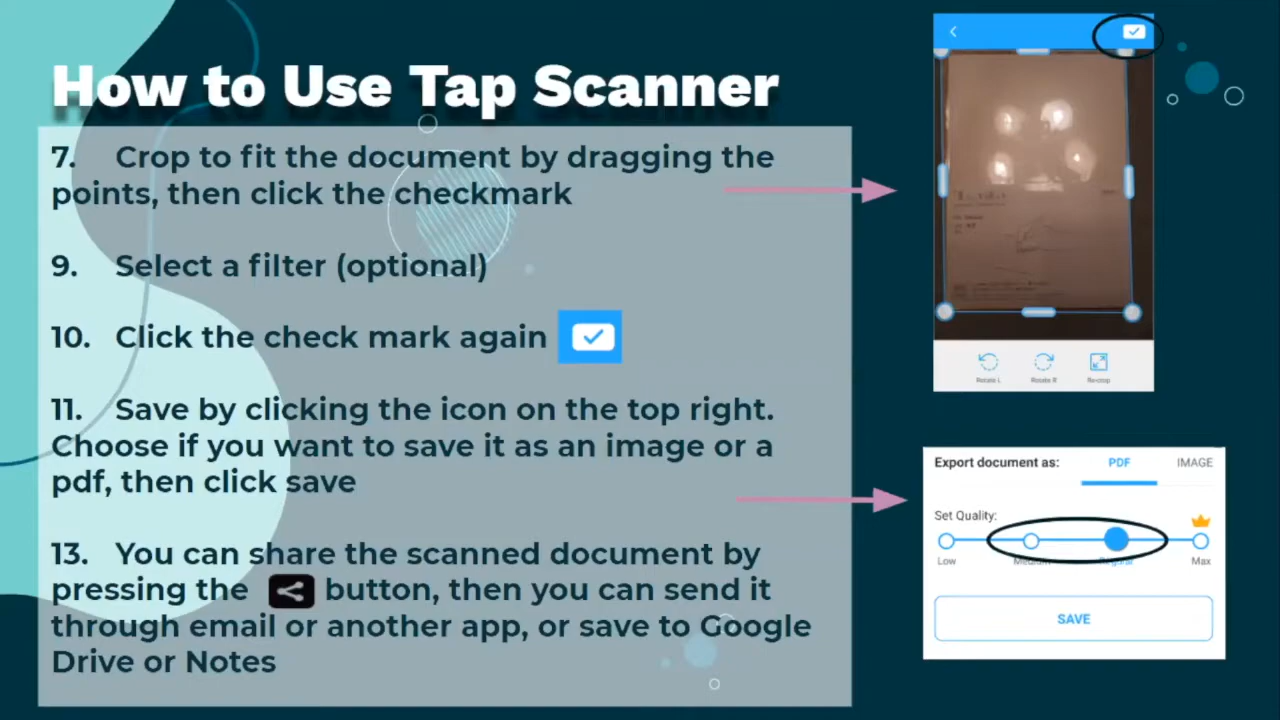 How to Use Tap Scanner
7. Crop to fit the document by dragging the
points, then click the checkmark
9. Select a filter (optional)
10. Click the check mark again
11. Save by clicking the icon on the top right.
Choose if you want to save it as an image or a
pdf, then click save
13. You can share the scanned document by
pressing the button, then you can send it
through email or another app, or save to Google
Drive or Notes
Rotate L Rotate R
Export document as: PDF IMAGE
Set Quality:
Low Medium Regular Max
SAVE